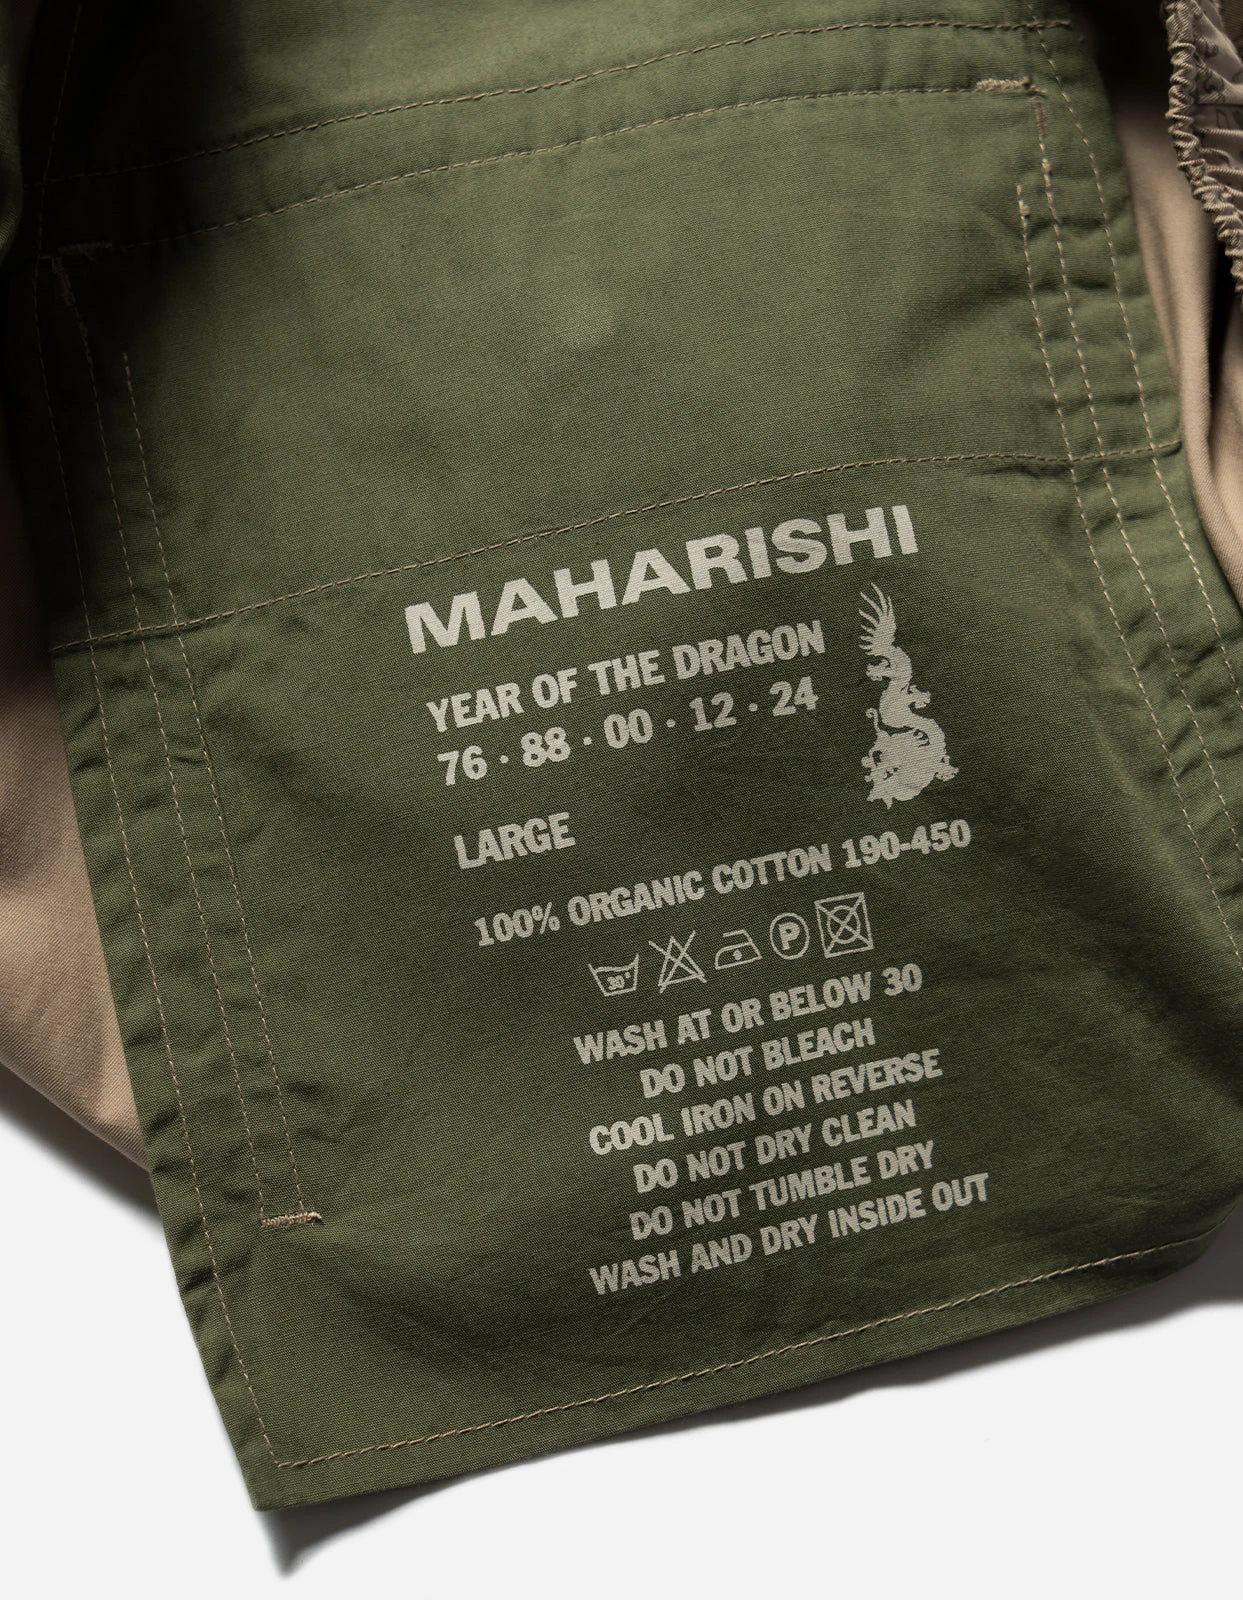 MAHARISHI
YEAR OF THE DRAGON
76 · 88 · 00 · 12 · 24
LARGE
100% ORGANIC COTTON 190-450
30°
P
WASH AT OR BELOW 30
DO NOT BLEACH
COOL IRON ON REVERSE
DO NOT DRY CLEAN
DO NOT TUMBLE DRY
WASH AND DRY INSIDE OUT